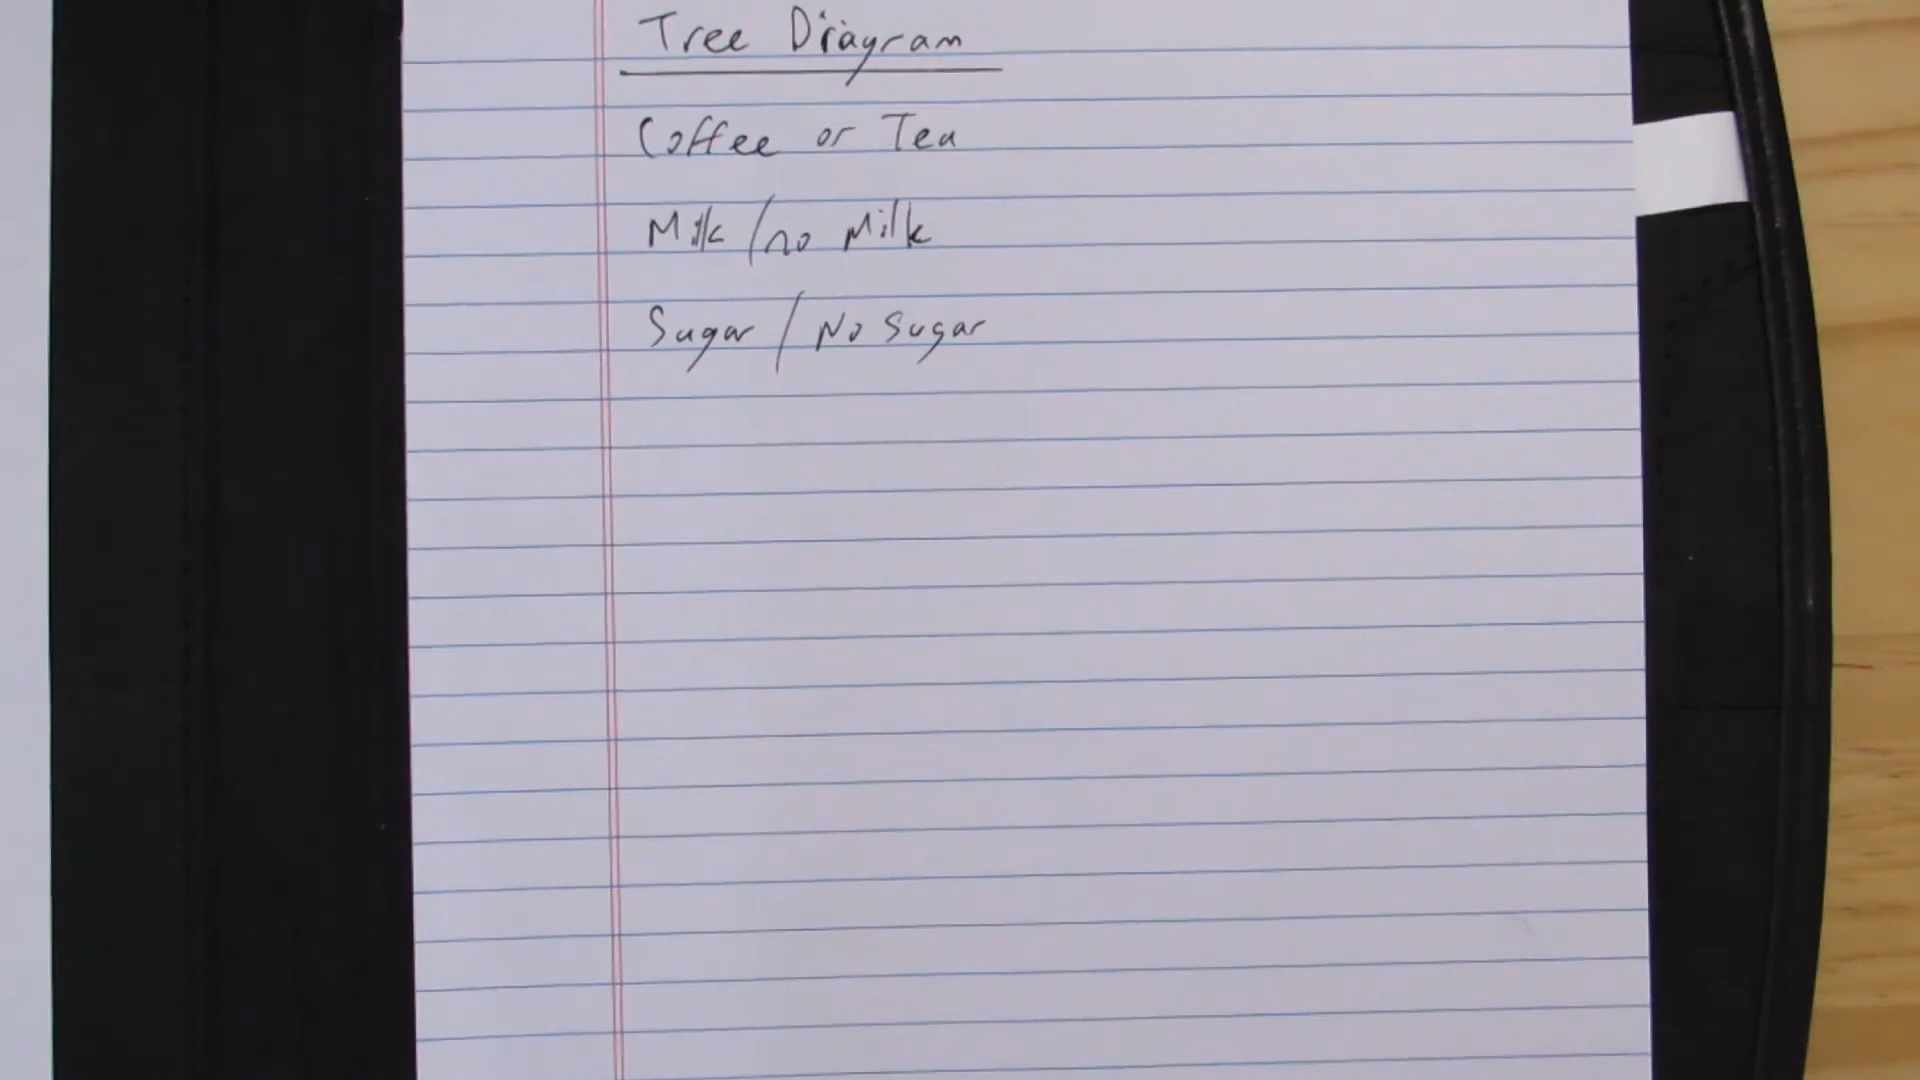 Tree Diagram
Coffee or Tea
Milk / no Milk
Sugar / No Sugar